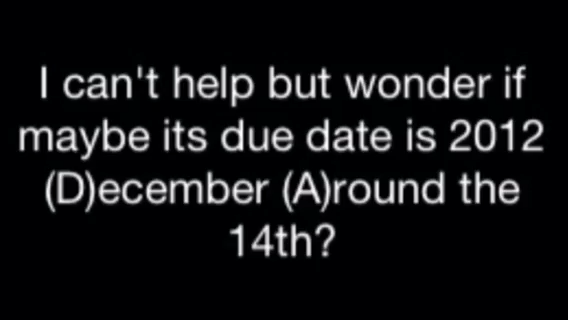 I can't help but wonder if
maybe its due date is 2012
(D)ecember (A)round the
14th?